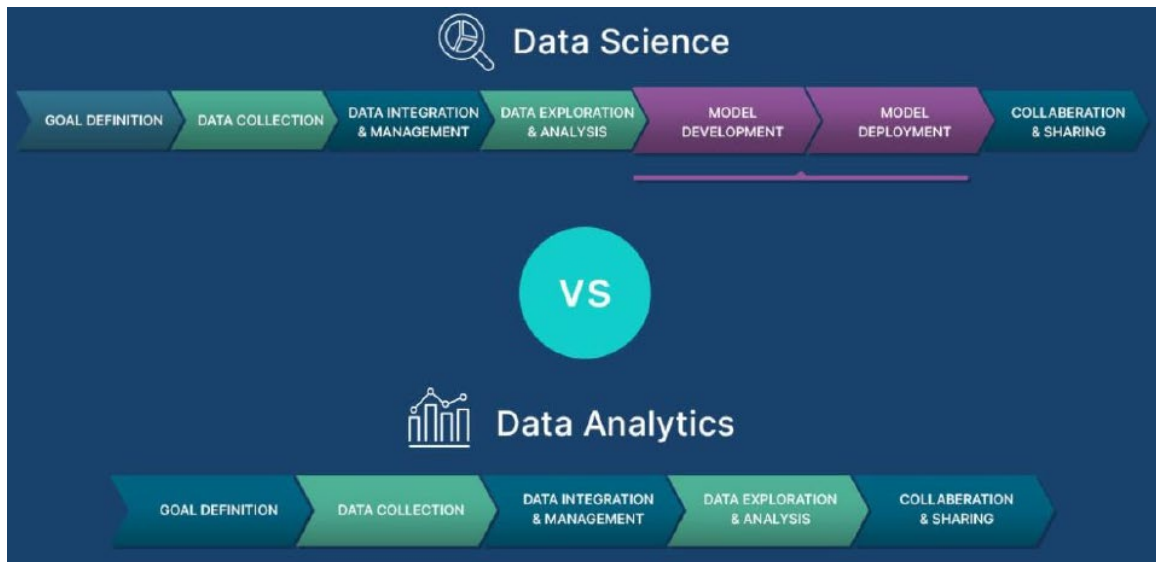 Data Science
GOAL DEFINITION
DATA COLLECTION
DATA INTEGRATION
& MANAGEMENT
DATA EXPLORATION
& ANALYSIS
MODEL
DEVELOPMENT
MODEL
DEPLOYMENT
COLLABERATION
& SHARING
VS
Data Analytics
GOAL DEFINITION
DATA COLLECTION
DATA INTEGRATION
& MANAGEMENT
DATA EXPLORATION
& ANALYSIS
COLLABERATION
& SHARING